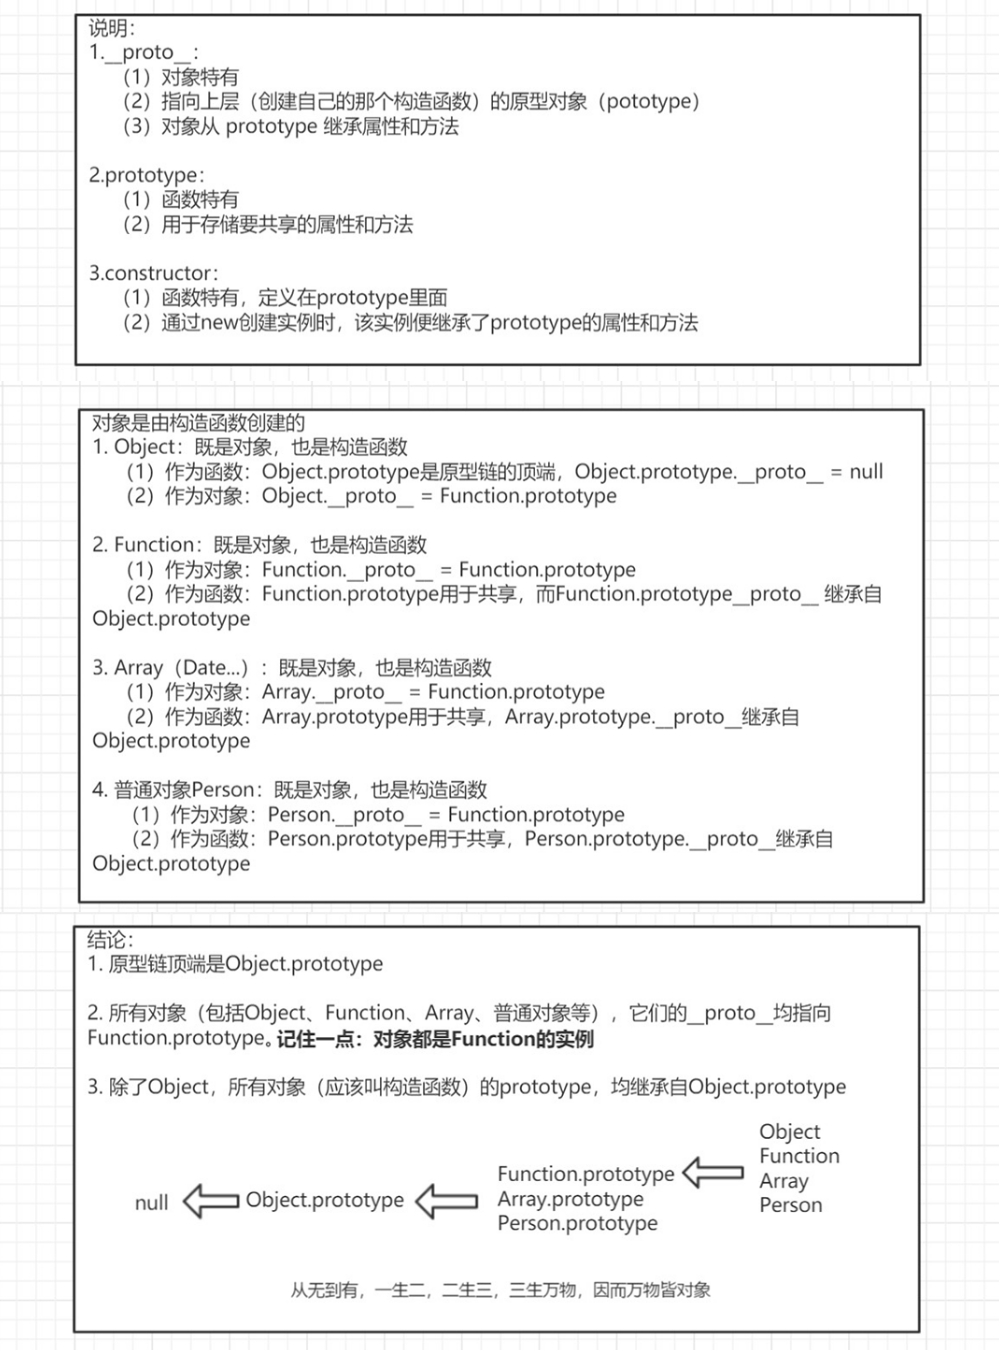 说明：
1.__proto__：
（1）对象特有
（2）指向上层（创建自己的那个构造函数）的原型对象（pototype）
（3）对象从 prototype 继承属性和方法
2.prototype：
（1）函数特有
（2）用于存储要共享的属性和方法
3.constructor：
（1）函数特有，定义在prototype里面
（2）通过new创建实例时，该实例便继承了prototype的属性和方法
对象是由构造函数创建的
1. Object：既是对象，也是构造函数
（1）作为函数：Object.prototype是原型链的顶端，Object.prototype.__proto__ = null
（2）作为对象：Object.__proto__ = Function.prototype
2. Function：既是对象，也是构造函数
（1）作为对象：Function.__proto__ = Function.prototype
（2）作为函数：Function.prototype用于共享，而Function.prototype__proto__ 继承自
Object.prototype
3. Array（Date...）：既是对象，也是构造函数
（1）作为对象：Array.__proto__ = Function.prototype
（2）作为函数：Array.prototype用于共享，Array.prototype.__proto__继承自
Object.prototype
4. 普通对象Person：既是对象，也是构造函数
（1）作为对象：Person.__proto__ = Function.prototype
（2）作为函数：Person.prototype用于共享，Person.prototype.__proto__继承自
Object.prototype
结论：
1. 原型链顶端是Object.prototype
2. 所有对象（包括Object、Function、Array、普通对象等），它们的__proto__均指向
Function.prototype。记住一点：对象都是Function的实例
3. 除了Object，所有对象（应该叫构造函数）的prototype，均继承自Object.prototype
null
Object.prototype
Function.prototype
Array.prototype
Person.prototype
Object
Function
Array
Person
从无到有，一生二，二生三，三生万物，因而万物皆对象